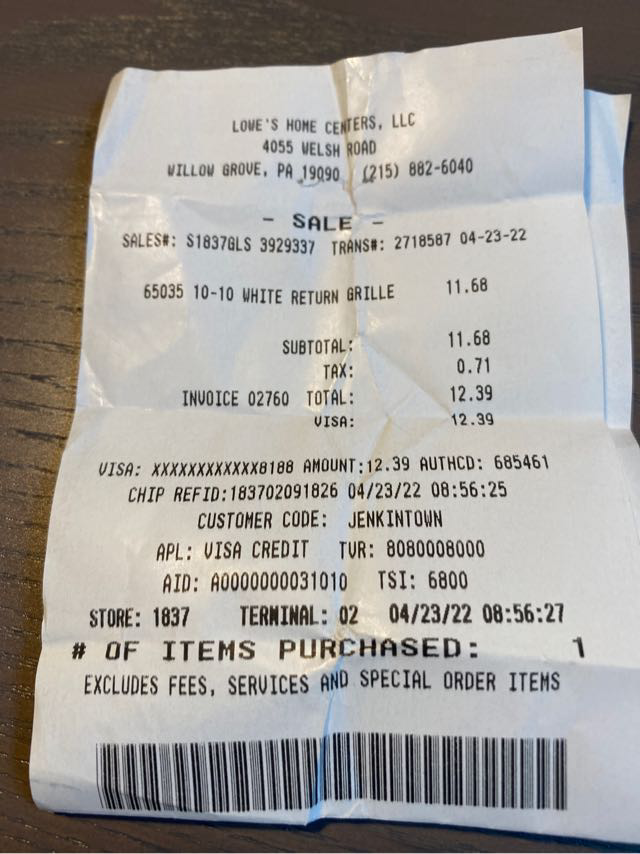 LOWE'S HOME CENTERS, LLC
4055 WELSH ROAD
WILLOW GROVE, PA 19090 (215) 882-6040
- SALE -
SALES#: S1837GLS 3929337 TRANS#: 2718587 04-23-22
65035 10-10 WHITE RETURN GRILLE 11.68
SUBTOTAL: 11.68
TAX: 0.71
INVOICE 02760 TOTAL: 12.39
VISA: 12.39
VISA: XXXXXXXXXXXX8188 AMOUNT:12.39 AUTHCD: 685461
CHIP REFID:183702091826 04/23/22 08:56:25
CUSTOMER CODE: JENKINTOWN
APL: VISA CREDIT TVR: 8080008000
AID: A0000000031010 TSI: 6800
STORE: 1837 TERMINAL: 02 04/23/22 08:56:27
# OF ITEMS PURCHASED: 1
EXCLUDES FEES, SERVICES AND SPECIAL ORDER ITEMS